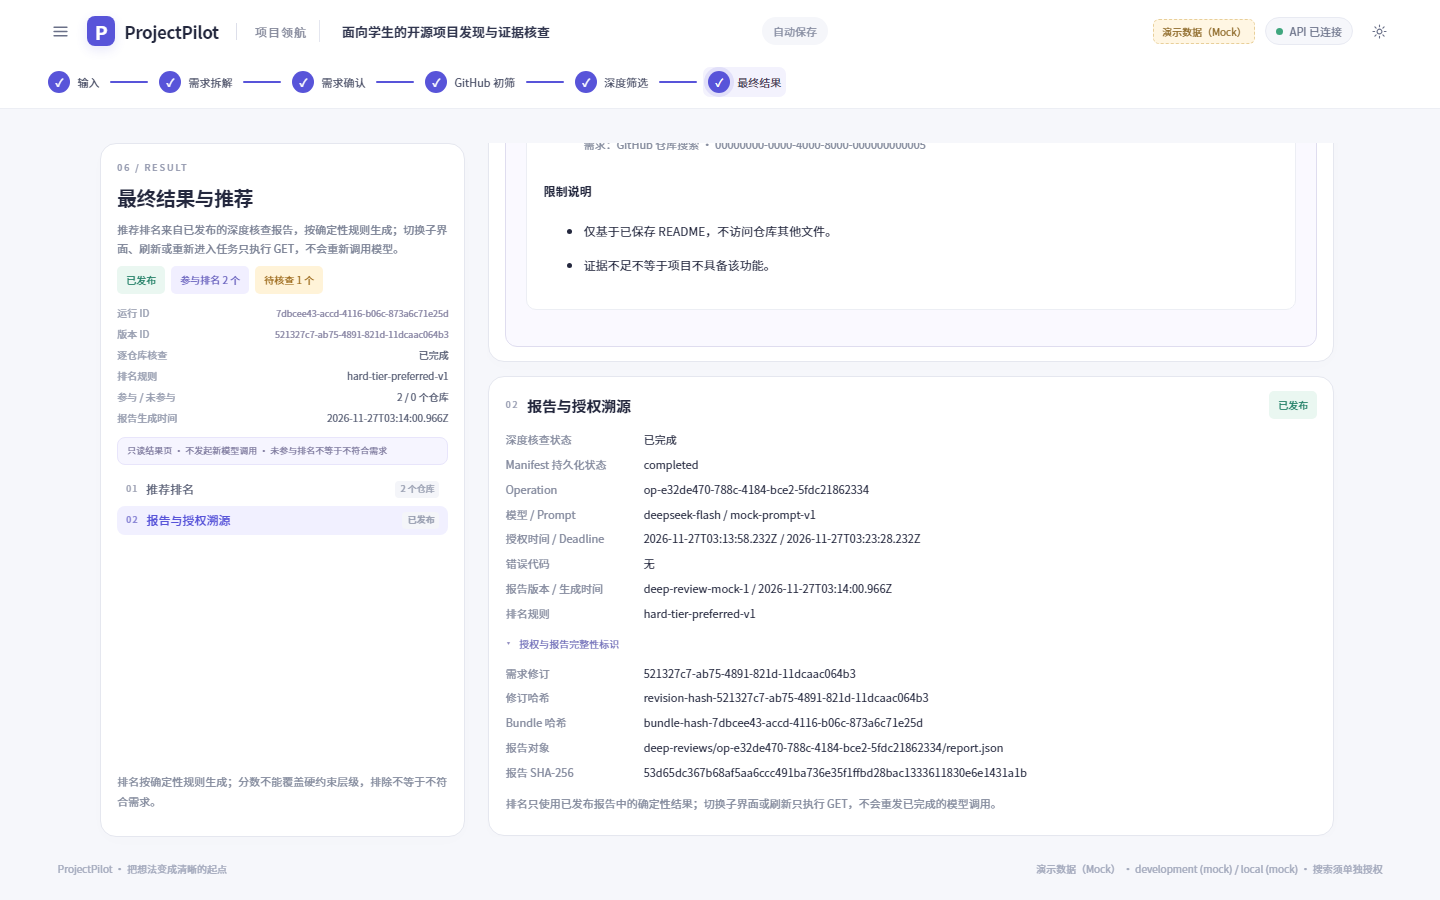 ProjectPilot
项目领航
面向学生的开源项目发现与证据核查
自动保存
演示数据（Mock）
API 已连接
输入
需求拆解
需求确认
GitHub 初筛
深度筛选
最终结果
06 / RESULT
最终结果与推荐
推荐排名来自已发布的深度核查报告，按确定性规则生成；切换子界
面、刷新或重新进入任务只执行 GET，不会重新调用模型。
已发布
参与排名 2 个
待核查 1 个
运行 ID
7dbcee43-accd-4116-b06c-873a6c71e25d
版本 ID
521327c7-ab75-4891-821d-11dcaac064b3
逐仓库核查
已完成
排名规则
hard-tier-preferred-v1
参与 / 未参与
2 / 0 个仓库
报告生成时间
2026-11-27T03:14:00.966Z
只读结果页 · 不发起新模型调用 · 未参与排名不等于不符合需求
01 推荐排名
2 个仓库
02 报告与授权溯源
已发布
排名按确定性规则生成；分数不能覆盖硬约束层级，排除不等于不符
合需求。
需求：GitHub 仓库搜索 · 00000000-0000-4000-8000-000000000005
限制说明
仅基于已保存 README，不访问仓库其他文件。
证据不足不等于项目不具备该功能。
02 报告与授权溯源
已发布
深度核查状态
已完成
Manifest 持久化状态
completed
Operation
op-e32de470-788c-4184-bce2-5fdc21862334
模型 / Prompt
deepseek-flash / mock-prompt-v1
授权时间 / Deadline
2026-11-27T03:13:58.232Z / 2026-11-27T03:23:28.232Z
错误代码
无
报告版本 / 生成时间
deep-review-mock-1 / 2026-11-27T03:14:00.966Z
排名规则
hard-tier-preferred-v1
授权与报告完整性标识
需求修订
521327c7-ab75-4891-821d-11dcaac064b3
修订哈希
revision-hash-521327c7-ab75-4891-821d-11dcaac064b3
Bundle 哈希
bundle-hash-7dbcee43-accd-4116-b06c-873a6c71e25d
报告对象
deep-reviews/op-e32de470-788c-4184-bce2-5fdc21862334/report.json
报告 SHA-256
53d65dc367b68af5aa6ccc491ba736e35f1ffbd28bac1333611830e6e1431a1b
排名只使用已发布报告中的确定性结果；切换子界面或刷新只执行 GET，不会重发已完成的模型调用。
ProjectPilot · 把想法变成清晰的起点
演示数据（Mock） · development (mock) / local (mock) · 搜索须单独授权